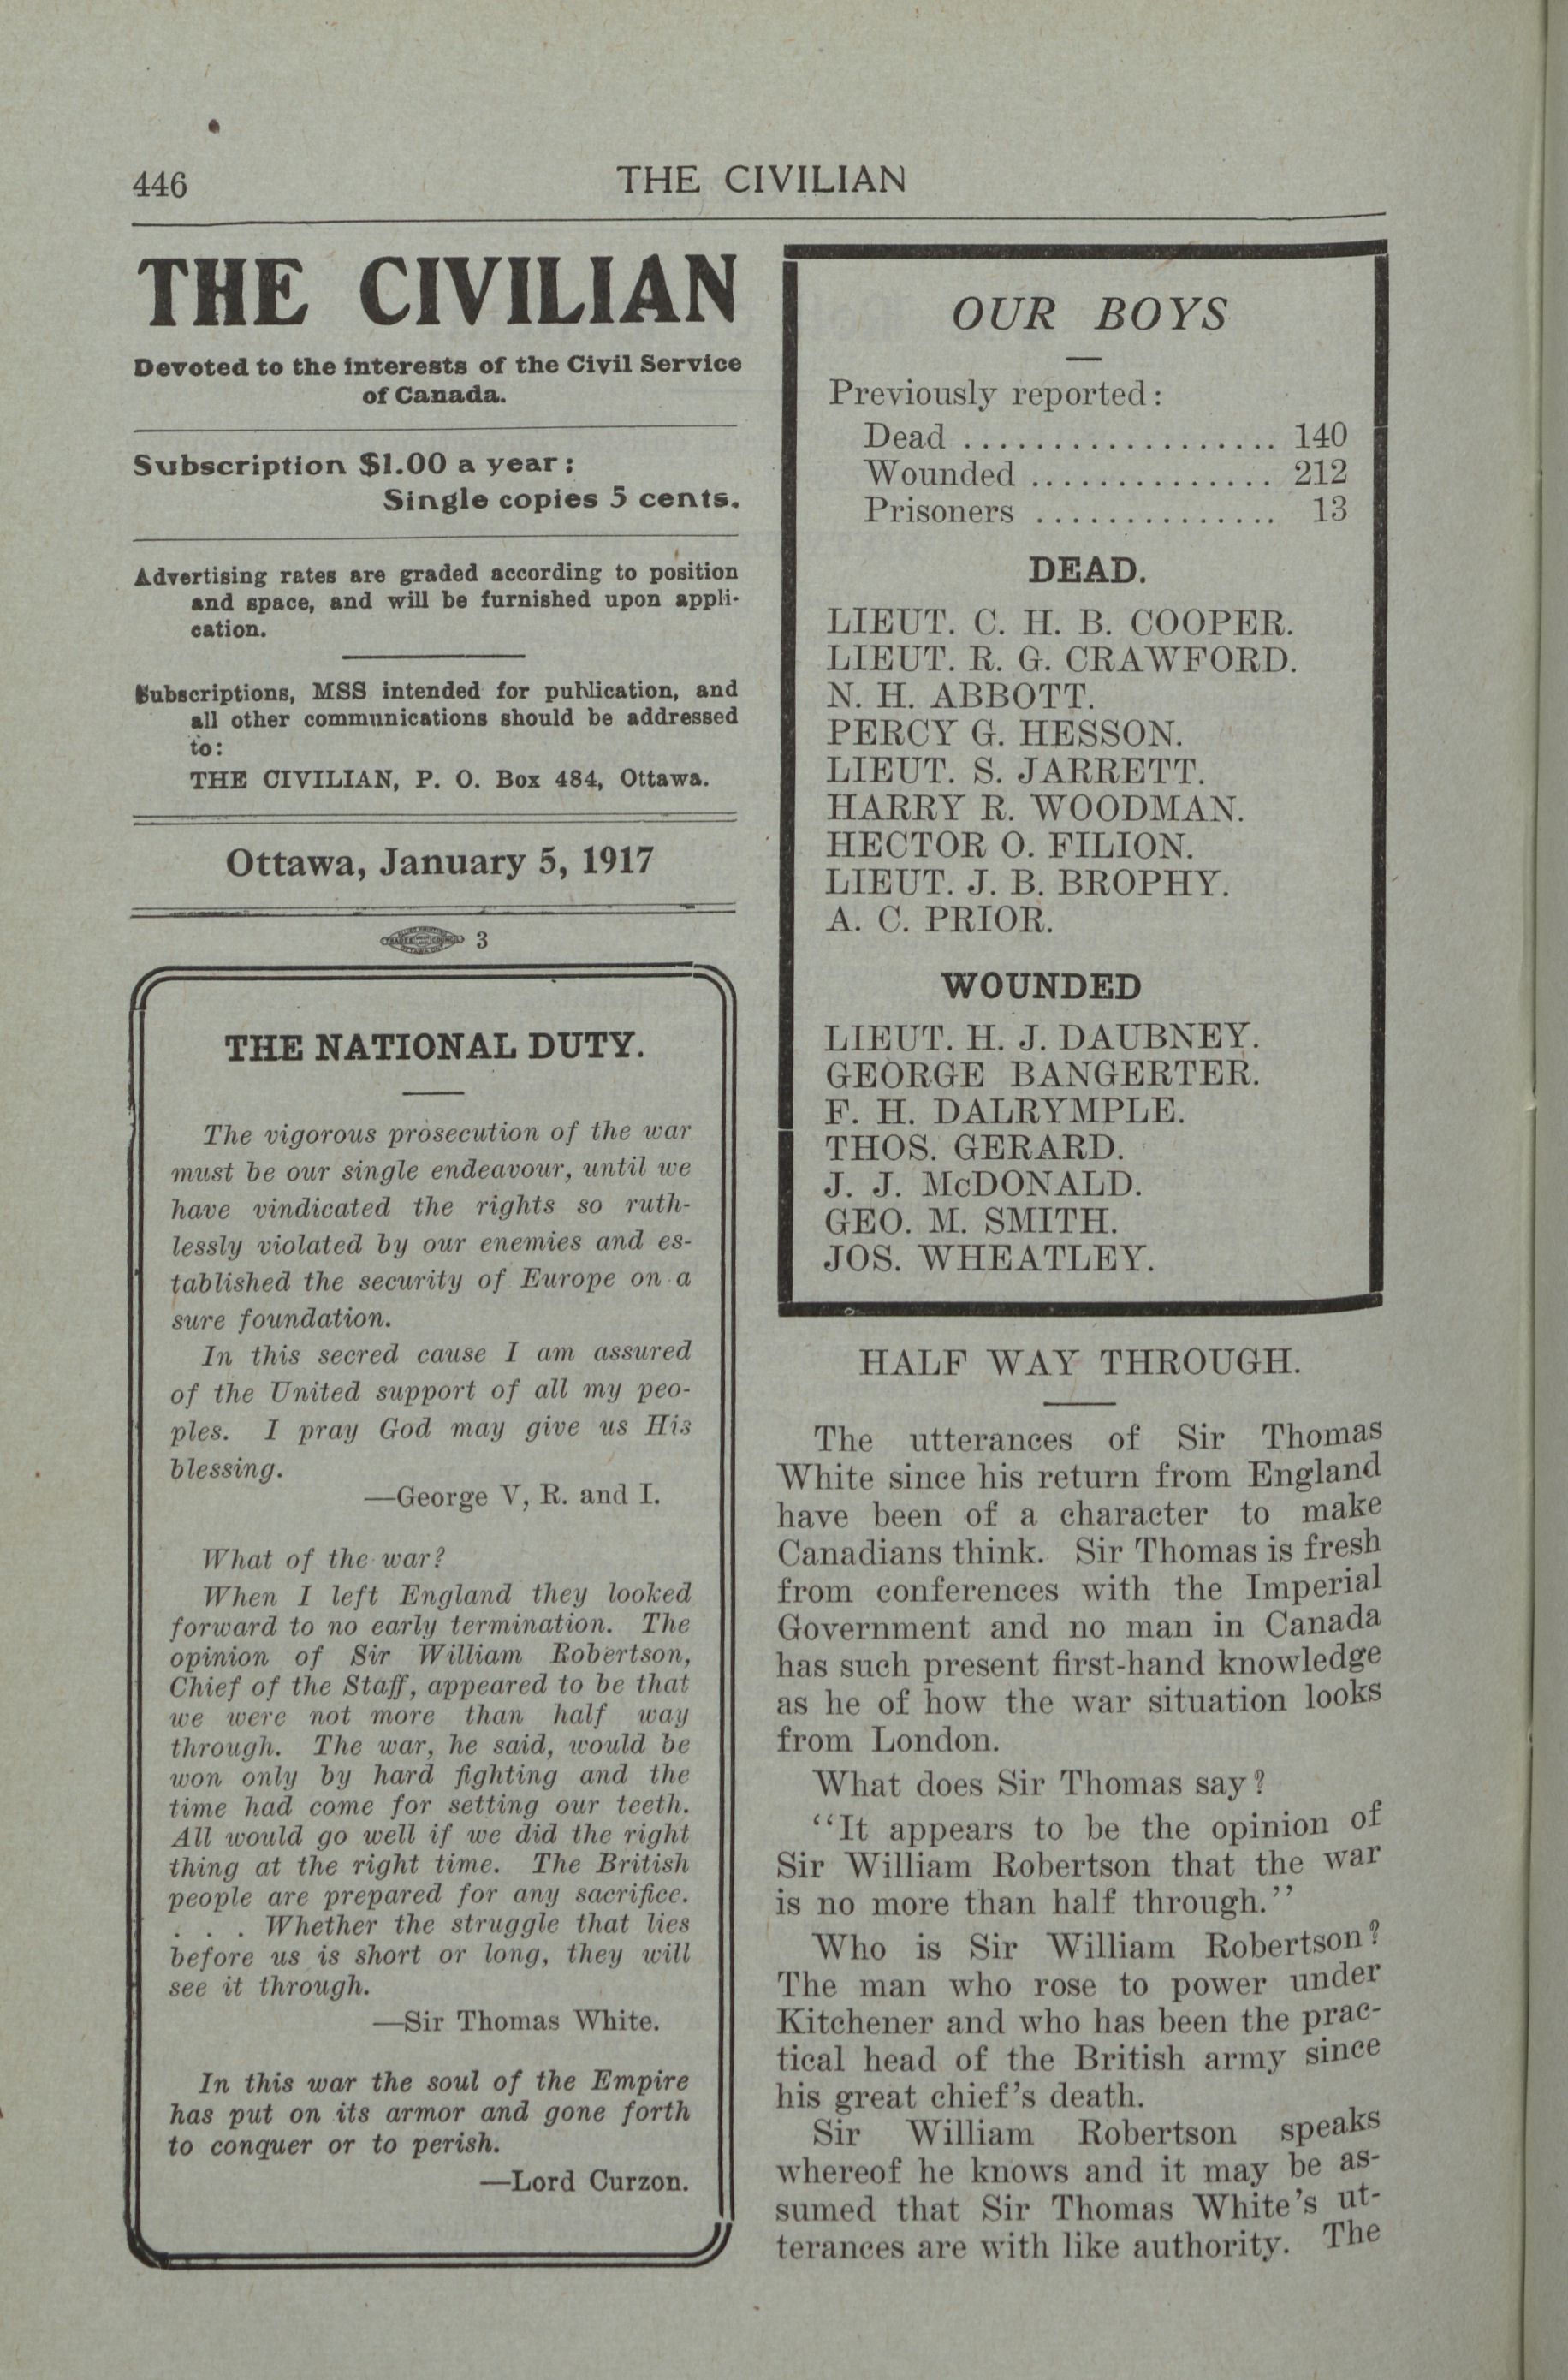 446
THE CIVILIAN
THE CIVILIAN
Devoted to the interests of the Civil Service
of Canada.
Subscription $1.00 a year;
Single copies 5 cents.
Advertising rates are graded according to position
and space, and will be furnished upon appli-
cation.
Subscriptions, MSS intended for publication, and
all other communications should be addressed
to:
THE CIVILIAN, P. O. Box 484, Ottawa.
Ottawa, January 5, 1917
3
THE NATIONAL DUTY.
The vigorous prosecution of the war
must be our single endeavour, until we
have vindicated the rights so ruth-
lessly violated by our enemies and es-
tablished the security of Europe on a
sure foundation.
In this secred cause I am assured
of the United support of all my peo-
ples. I pray God may give us His
blessing.
—George V, R. and I.
What of the war?
When I left England they looked
forward to no early termination. The
opinion of Sir William Robertson,
Chief of the Staff, appeared to be that
we were not more than half way
through. The war, he said, would be
won only by hard fighting and the
time had come for setting our teeth.
All would go well if we did the right
thing at the right time. The British
people are prepared for any sacrifice.
. . . Whether the struggle that lies
before us is short or long, they will
see it through.
—Sir Thomas White.
In this war the soul of the Empire
has put on its armor and gone forth
to conquer or to perish.
—Lord Curzon.
OUR BOYS
Previously reported:
Dead .................. 140
Wounded .............. 212
Prisoners .............. 13
DEAD.
LIEUT. C. H. B. COOPER.
LIEUT. R. G. CRAWFORD.
N. H. ABBOTT.
PERCY G. HESSON.
LIEUT. S. JARRETT.
HARRY R. WOODMAN.
HECTOR O. FILION.
LIEUT. J. B. BROPHY.
A. C. PRIOR.
WOUNDED
LIEUT. H. J. DAUBNEY.
GEORGE BANGERTER.
F. H. DALRYMPLE.
THOS. GERARD.
J. J. McDONALD.
GEO. M. SMITH.
JOS. WHEATLEY.
HALF WAY THROUGH.
The utterances of Sir Thomas
White since his return from England
have been of a character to make
Canadians think. Sir Thomas is fresh
from conferences with the Imperial
Government and no man in Canada
has such present first-hand knowledge
as he of how the war situation looks
from London.
What does Sir Thomas say?
"It appears to be the opinion of
Sir William Robertson that the war
is no more than half through."
Who is Sir William Robertson?
The man who rose to power under
Kitchener and who has been the prac-
tical head of the British army since
his great chief's death.
Sir William Robertson speaks
whereof he knows and it may be as-
sumed that Sir Thomas White's ut-
terances are with like authority. The